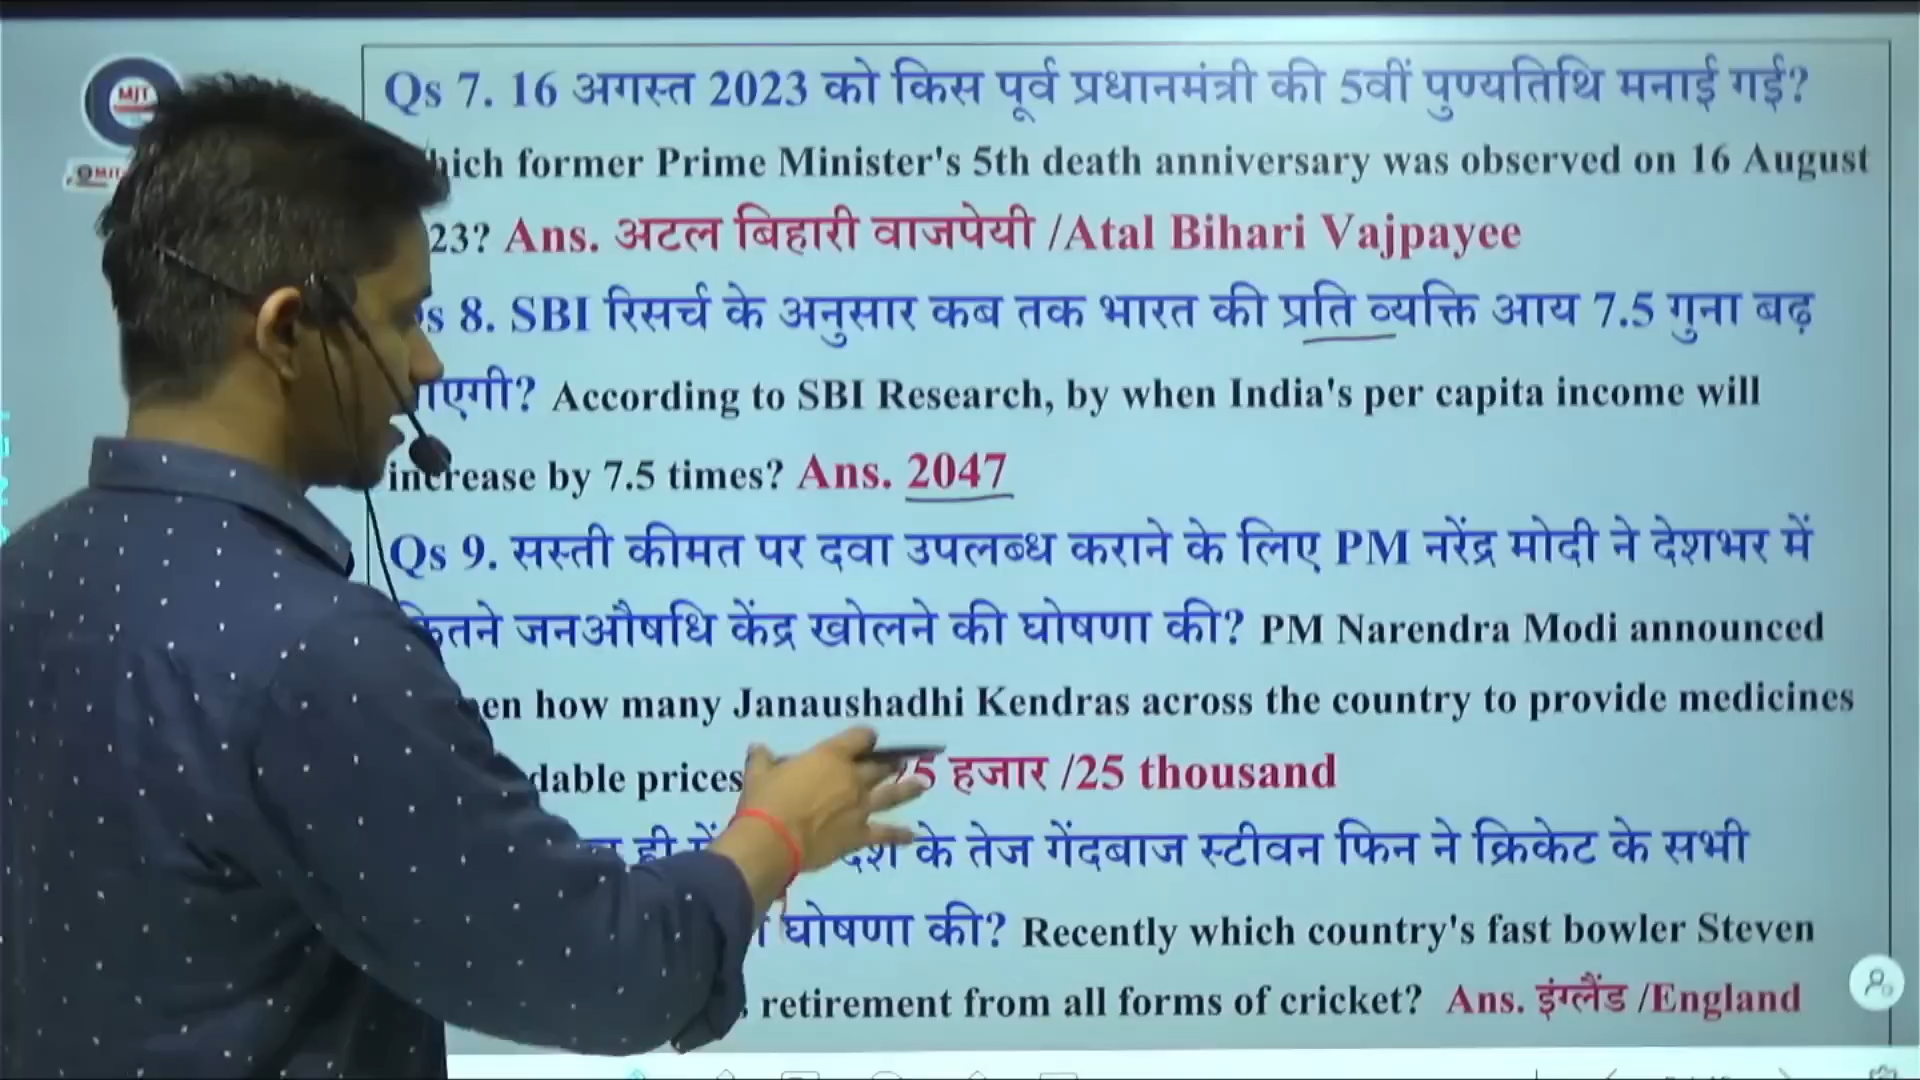 MJT
Qs 7. 16 अगस्त 2023 को किस पूर्व प्रधानमंत्री की 5वीं पुण्यतिथि मनाई गई?
hich former Prime Minister's 5th death anniversary was observed on 16 August
23? Ans. अटल बिहारी वाजपेयी /Atal Bihari Vajpayee
s 8. SBI रिसर्च के अनुसार कब तक भारत की प्रति व्यक्ति आय 7.5 गुना बढ़
एगी? According to SBI Research, by when India's per capita income will
increase by 7.5 times? Ans. 2047
Qs 9. सस्ती कीमत पर दवा उपलब्ध कराने के लिए PM नरेंद्र मोदी ने देशभर में
कितने जनऔषधि केंद्र खोलने की घोषणा की? PM Narendra Modi announced
en how many Janaushadhi Kendras across the country to provide medicines
dable prices 5 हजार /25 thousand
ही में देश के तेज गेंदबाज स्टीवन फिन ने क्रिकेट के सभी
घोषणा की? Recently which country's fast bowler Steven
retirement from all forms of cricket? Ans. इंग्लैंड /England